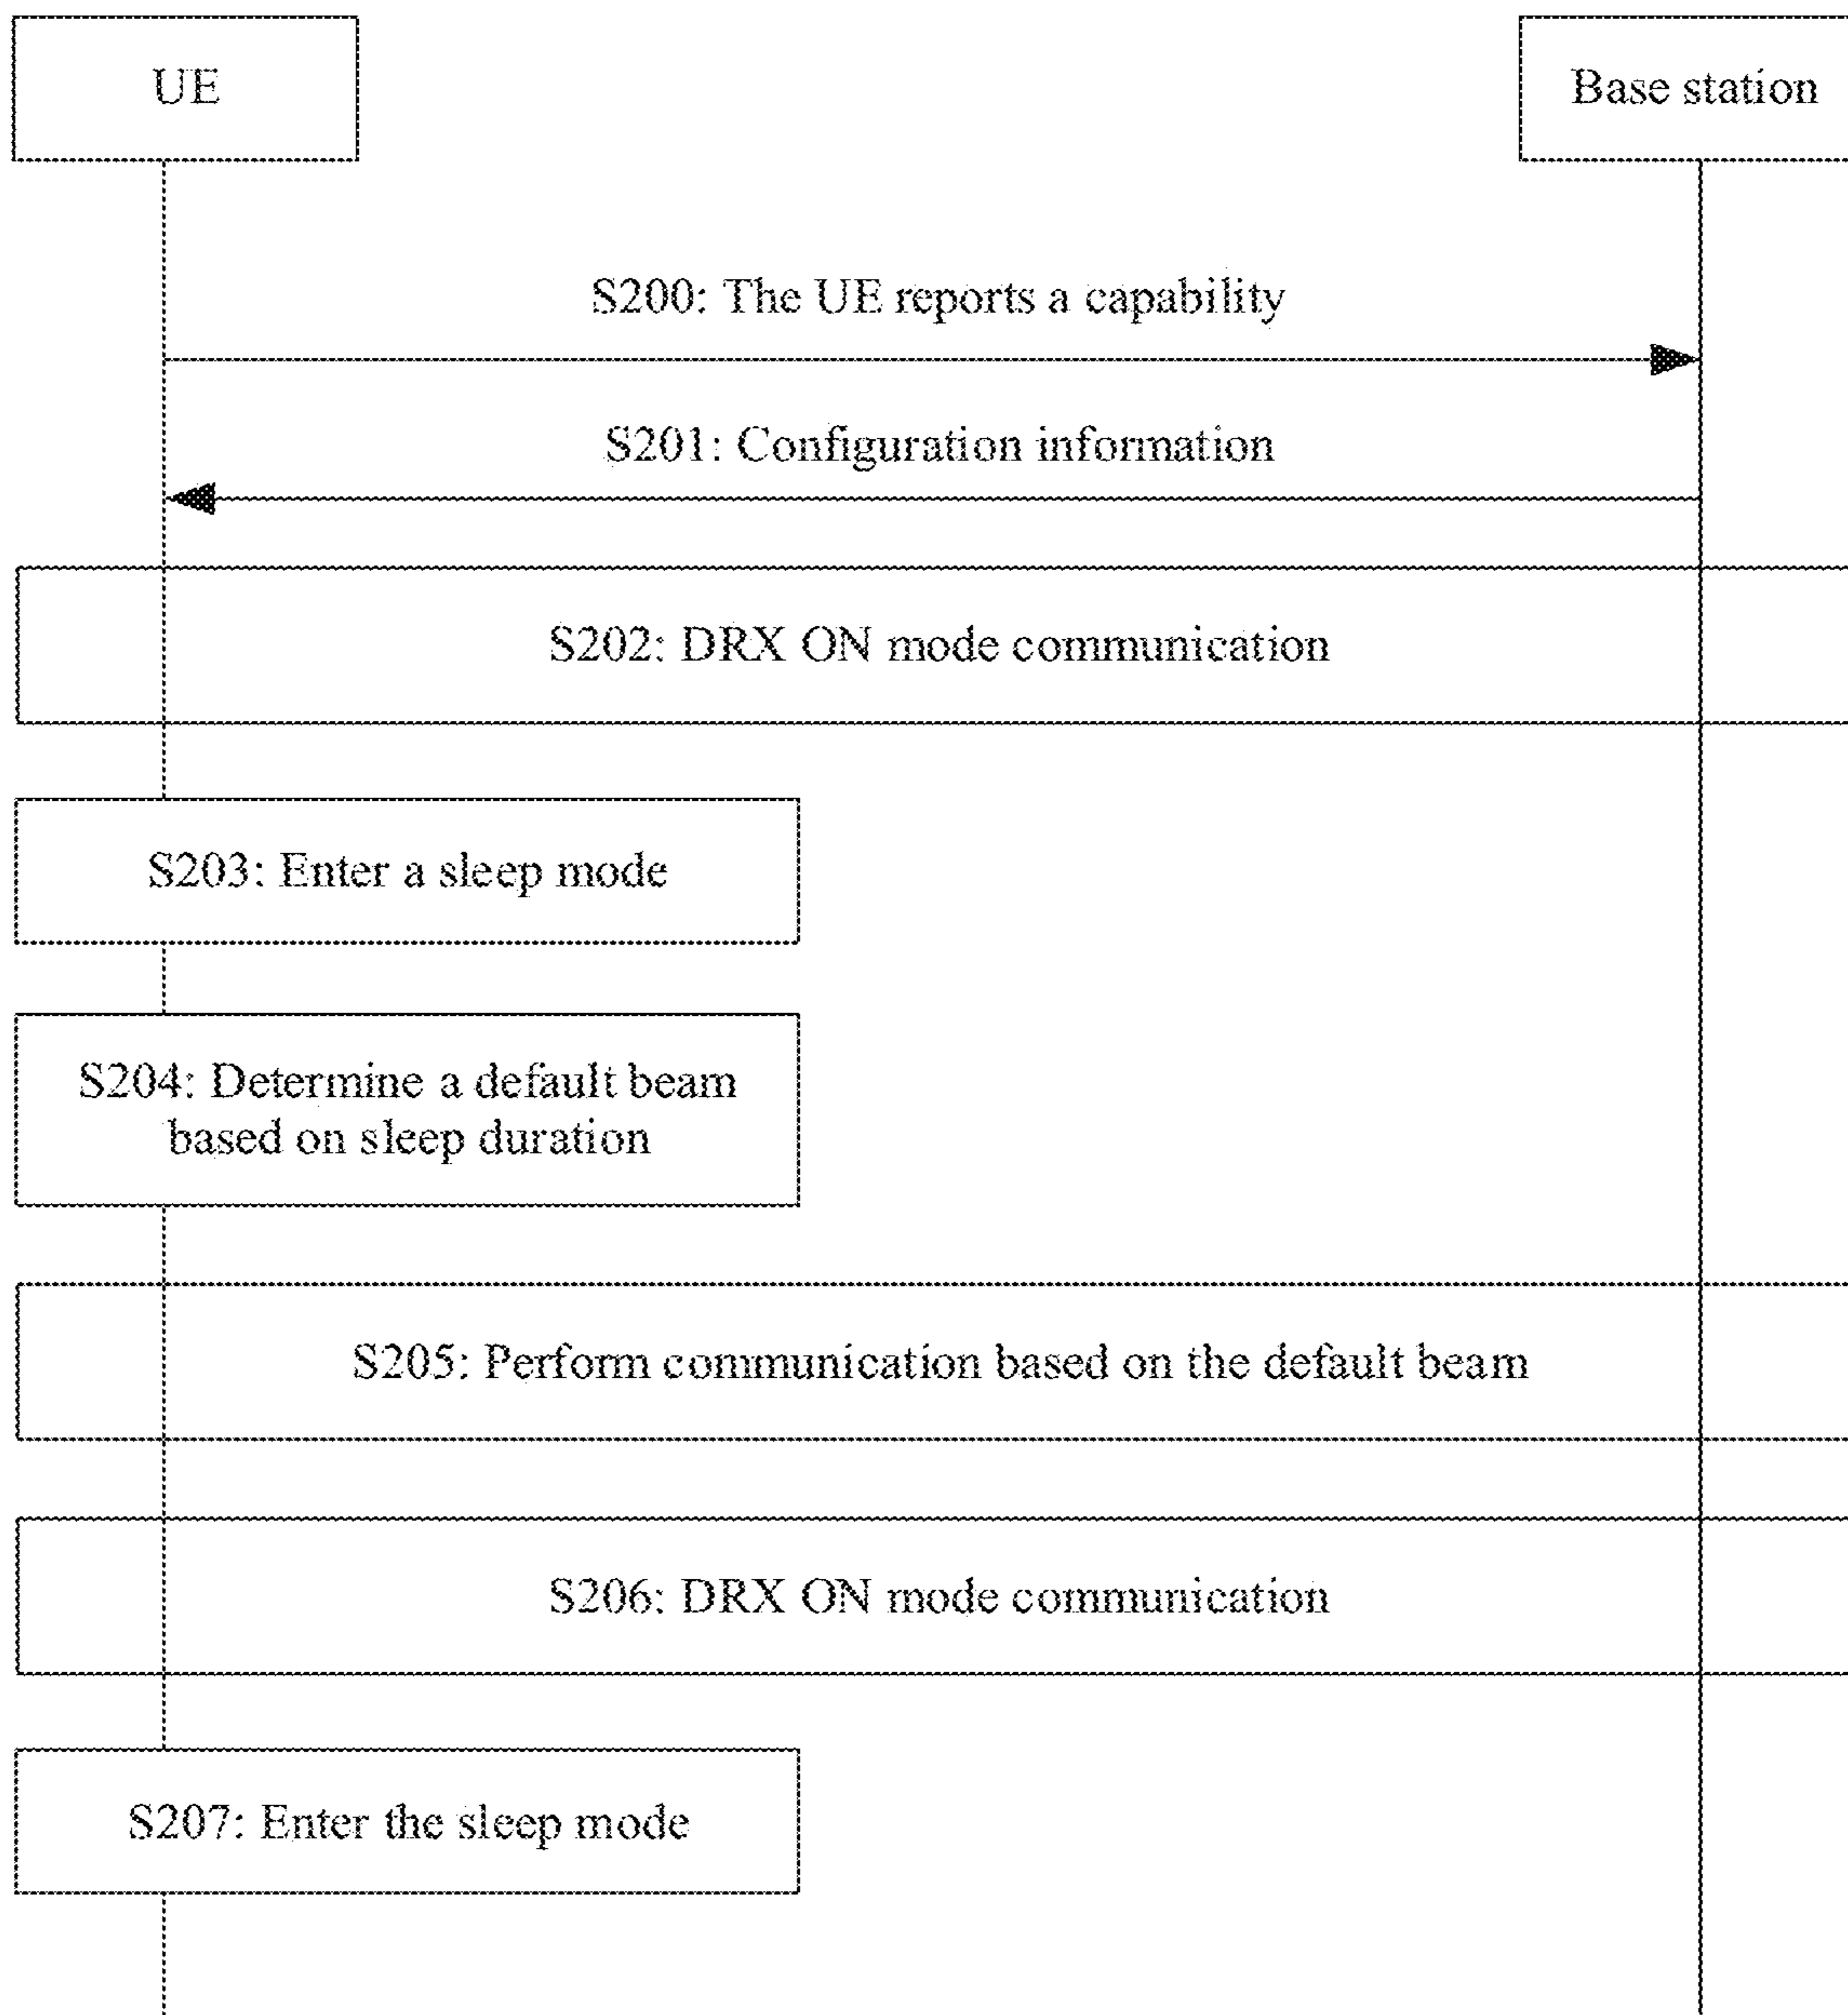 UE
Base station
S200: The UE reports a capability
S201: Configuration information
S202: DRX ON mode communication
S203: Enter a sleep mode
S204: Determine a default beam
based on sleep duration
S205: Perform communication based on the default beam
S206: DRX ON mode communication
S207: Enter the sleep mode